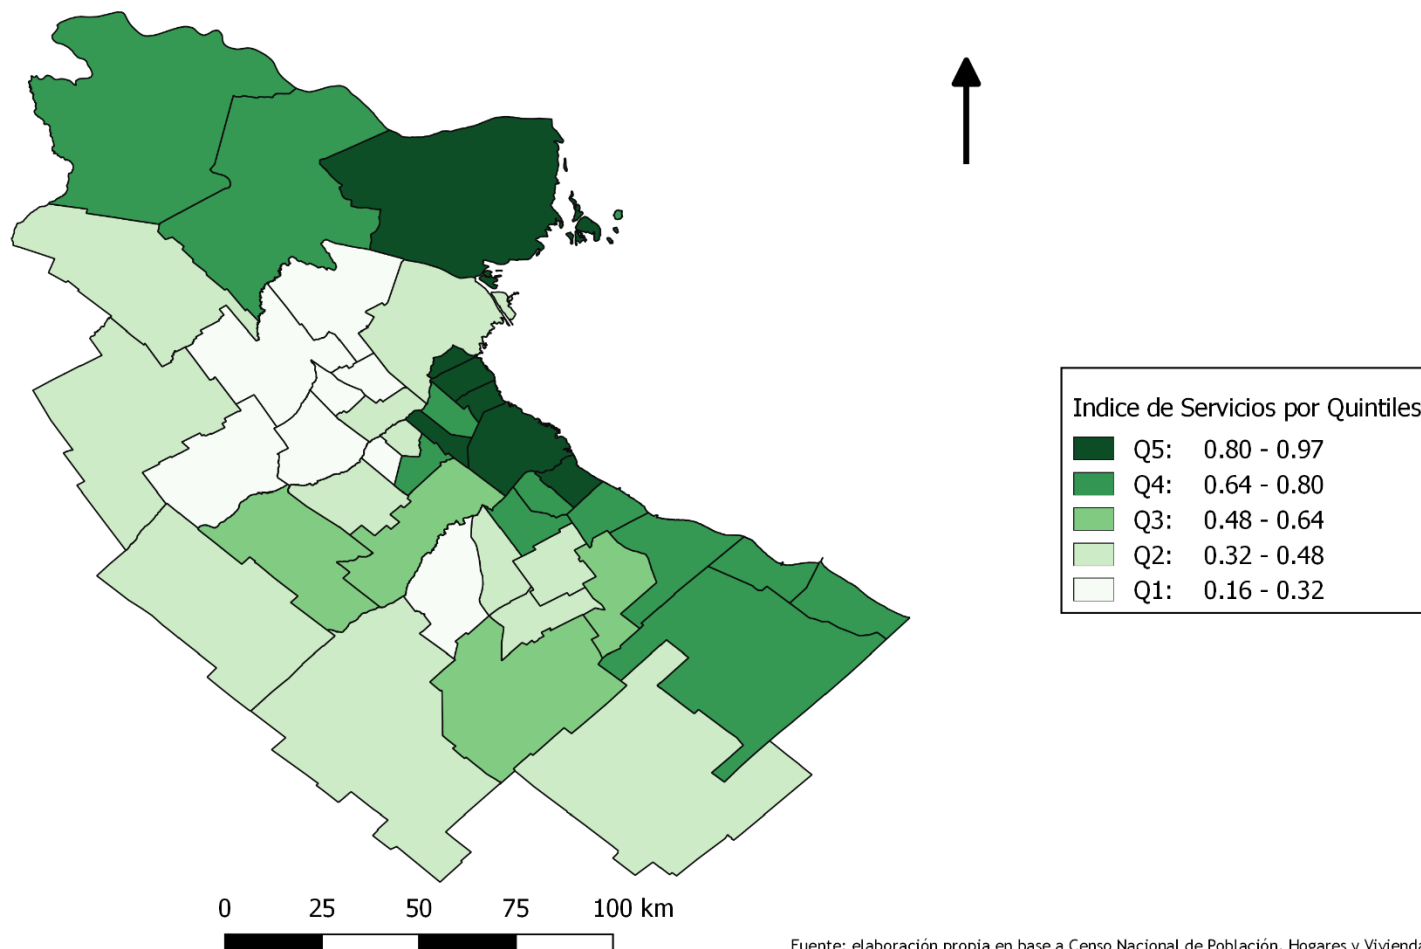 Indice de Servicios por Quintiles
Q5: 0.80 - 0.97
Q4: 0.64 - 0.80
Q3: 0.48 - 0.64
Q2: 0.32 - 0.48
Q1: 0.16 - 0.32
0 25 50 75 100 km
Fuente: elaboración propia en base a Censo Nacional de Población, Hogares y Vivienda